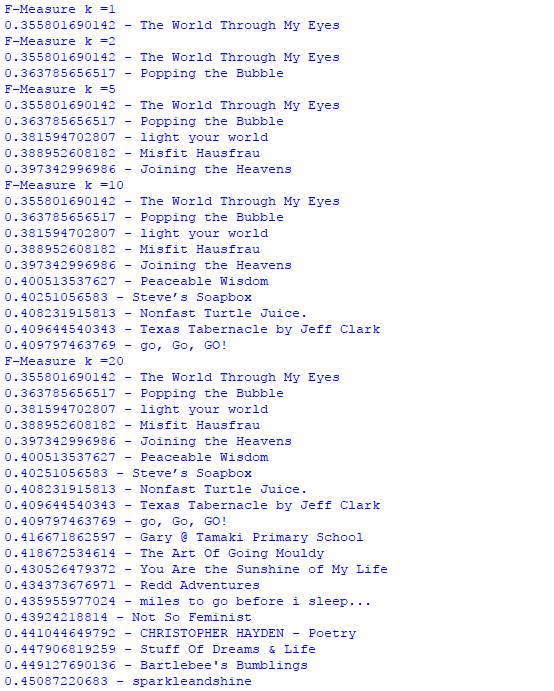 F-Measure k =1
0.355801690142 - The World Through My Eyes
F-Measure k =2
0.355801690142 - The World Through My Eyes
0.363785656517 - Popping the Bubble
F-Measure k =5
0.355801690142 - The World Through My Eyes
0.363785656517 - Popping the Bubble
0.381594702807 - light your world
0.388952608182 - Misfit Hausfrau
0.397342996986 - Joining the Heavens
F-Measure k =10
0.355801690142 - The World Through My Eyes
0.363785656517 - Popping the Bubble
0.381594702807 - light your world
0.388952608182 - Misfit Hausfrau
0.397342996986 - Joining the Heavens
0.400513537627 - Peaceable Wisdom
0.40251056583 - Steve’s Soapbox
0.408231915813 - Nonfast Turtle Juice.
0.409644540343 - Texas Tabernacle by Jeff Clark
0.409797463769 - go, Go, GO!
F-Measure k =20
0.355801690142 - The World Through My Eyes
0.363785656517 - Popping the Bubble
0.381594702807 - light your world
0.388952608182 - Misfit Hausfrau
0.397342996986 - Joining the Heavens
0.400513537627 - Peaceable Wisdom
0.40251056583 - Steve’s Soapbox
0.408231915813 - Nonfast Turtle Juice.
0.409644540343 - Texas Tabernacle by Jeff Clark
0.409797463769 - go, Go, GO!
0.416671862597 - Gary @ Tamaki Primary School
0.418672534614 - The Art Of Going Mouldy
0.430526479372 - You Are the Sunshine of My Life
0.434373676971 - Redd Adventures
0.435955977024 - miles to go before i sleep...
0.43924218814 - Not So Feminist
0.441044649792 - CHRISTOPHER HAYDEN - Poetry
0.447906819259 - Stuff Of Dreams & Life
0.449127690136 - Bartlebee's Bumblings
0.45087220683 - sparkleandshine